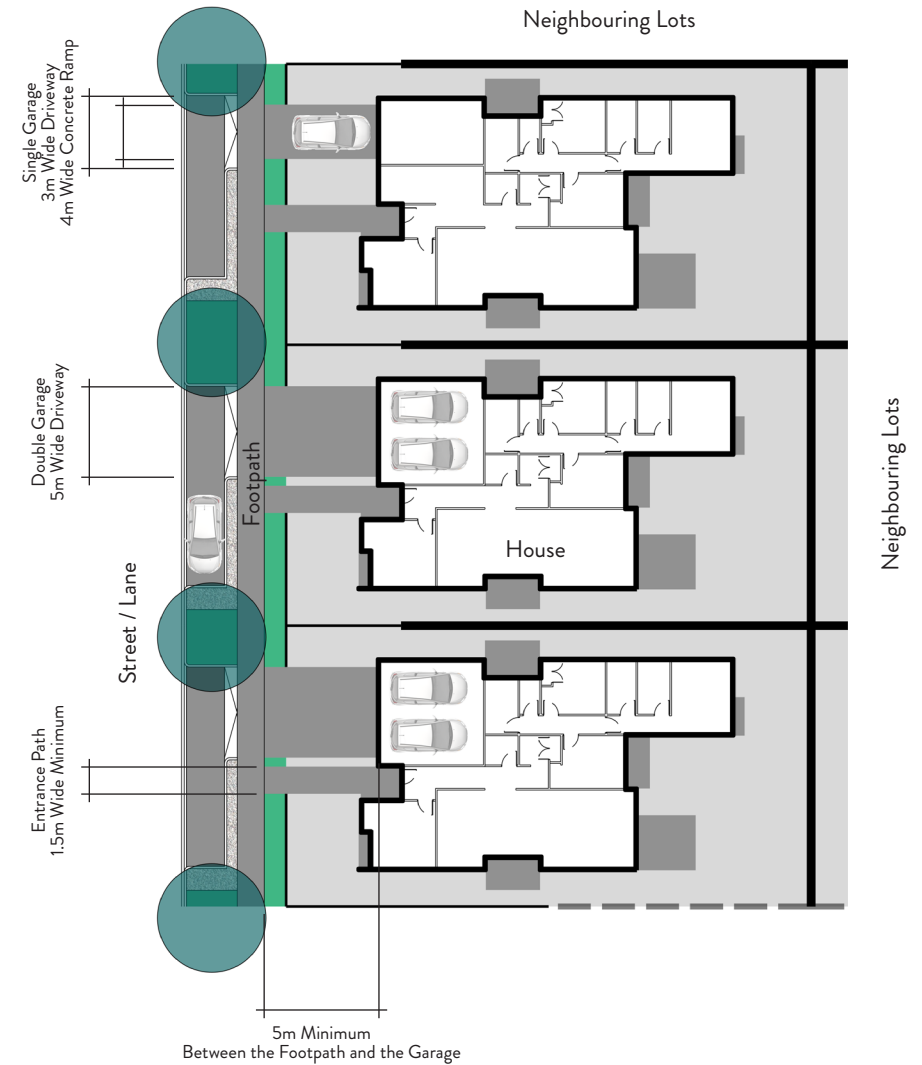 Neighbouring Lots
Single Garage
3m Wide Driveway
4m Wide Concrete Ramp
Double Garage
5m Wide Driveway
Footpath
House
Neighbouring Lots
Street / Lane
Entrance Path
1.5m Wide Minimum
5m Minimum
Between the Footpath and the Garage